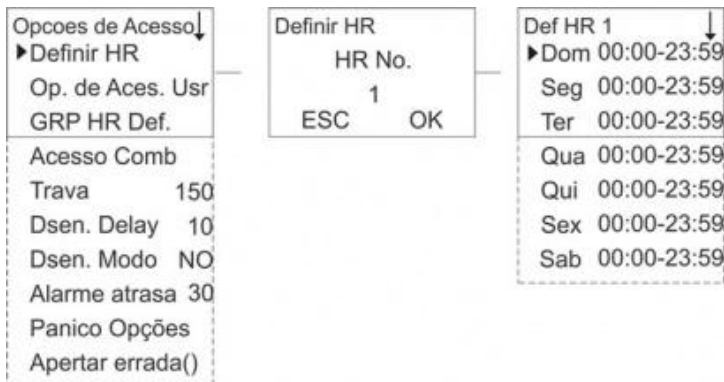 Opcoes de Acesso
Definir HR
Op. de Aces. Usr
GRP HR Def.
Acesso Comb
Trava 150
Dsen. Delay 10
Dsen. Modo NO
Alarme atrasa 30
Panico Opções
Apertar errada()
Definir HR
HR No.
1
ESC OK
Def HR 1
Dom 00:00-23:59
Seg 00:00-23:59
Ter 00:00-23:59
Qua 00:00-23:59
Qui 00:00-23:59
Sex 00:00-23:59
Sab 00:00-23:59